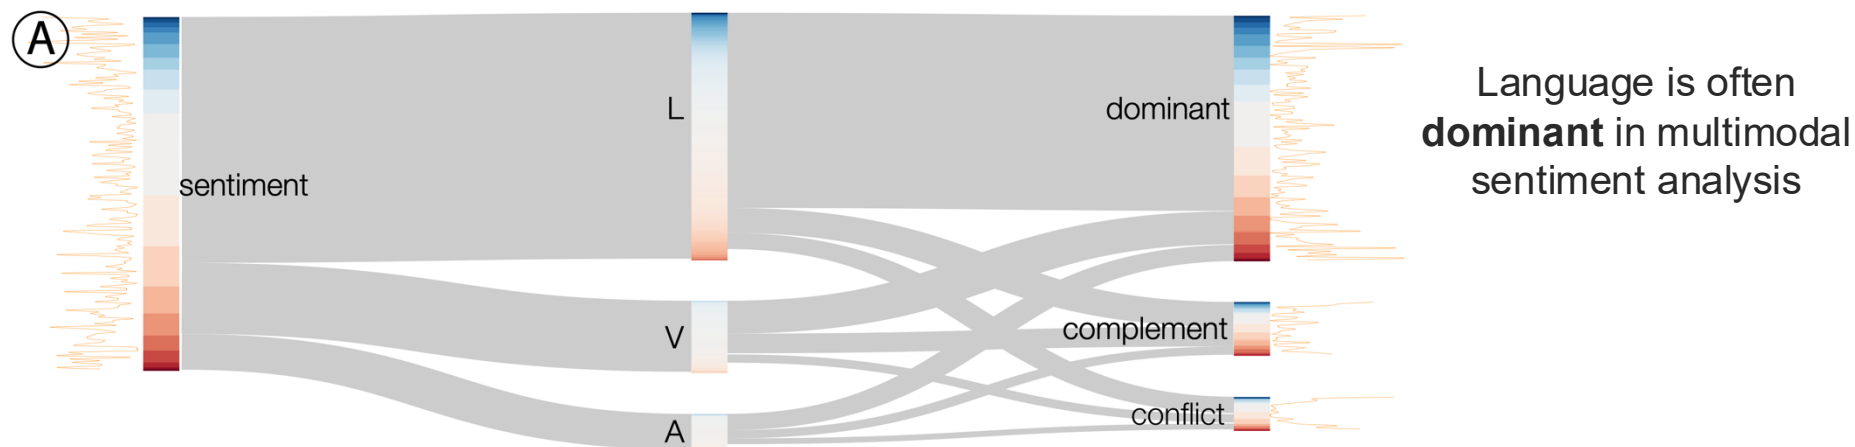 A
sentiment
L
V
A
dominant
complement
conflict
Language is often
dominant in multimodal
sentiment analysis